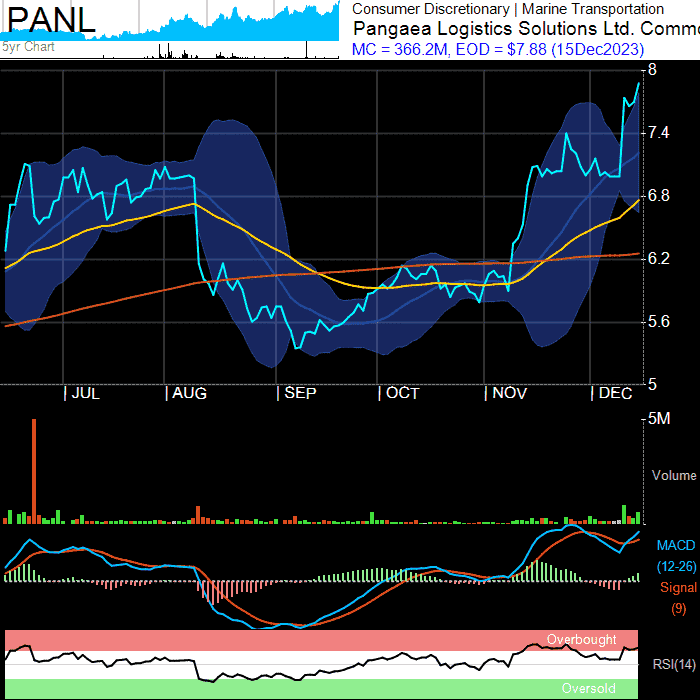 PANL
5yr Chart
Consumer Discretionary | Marine Transportation
Pangaea Logistics Solutions Ltd. Commo
MC = 366.2M, EOD = $7.88 (15Dec2023)
8
7.4
6.8
6.2
5.6
5
| JUL | AUG | SEP | OCT | NOV | DEC
5M
Volume
MACD
(12-26)
Signal
(9)
Overbought
RSI(14)
Oversold